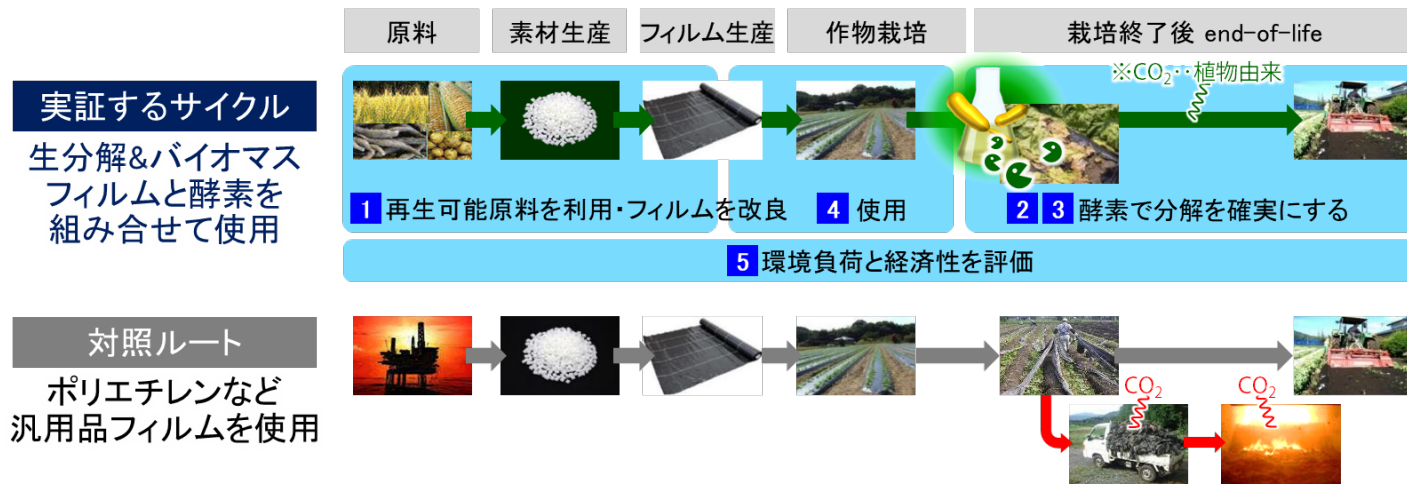 原料
素材生産
フィルム生産
作物栽培
栽培終了後 end-of-life
実証するサイクル
生分解&バイオマス
フィルムと酵素を
組み合せて使用
※CO₂・・植物由来
1 再生可能原料を利用・フィルムを改良
4 使用
2 3 酵素で分解を確実にする
5 環境負荷と経済性を評価
対照ルート
ポリエチレンなど
汎用品フィルムを使用
CO₂
CO₂